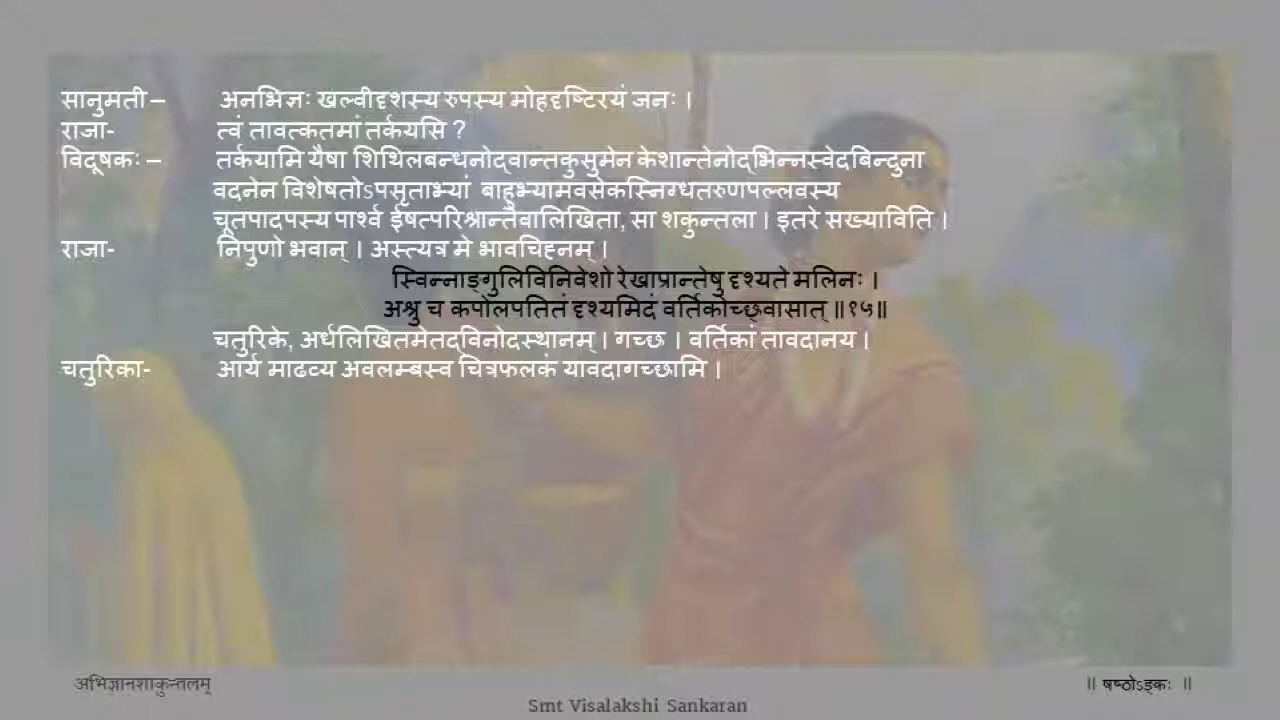 सानुमती – अनभिज्ञः खल्वीदृशस्य रुपस्य मोहदृष्टिरयं जनः ।
राजा- त्वं तावत्कतमां तर्कयसि ?
विदूषकः – तर्कयामि यैषा शिथिलबन्धनोद्वान्तकुसुमेन केशान्तेनोद्भिन्नस्वेदबिन्दुना
वदनेन विशेषतोऽपसृताभ्यां बाहुभ्यामवसेकस्निग्धतरुणपल्लवस्य
चूतपादपस्य पार्श्व ईषत्परिश्रान्तैवालिखिता, सा शकुन्तला । इतरे सख्याविति ।
राजा- निपुणो भवान् । अस्त्यत्र मे भावचिह्नम् ।
स्विन्नाङ्गुलिविनिवेशो रेखाप्रान्तेषु दृश्यते मलिनः ।
अश्रु च कपोलपतितं दृश्यमिदं वर्तिकोच्छ्वासात् ॥१५॥
चतुरिके, अर्धलिखितमेतद्विनोदस्थानम् । गच्छ । वर्तिकां तावदानय ।
चतुरिका- आर्य माढव्य अवलम्बस्व चित्रफलकं यावदागच्छामि ।
अभिज्ञानशाकुन्तलम्
॥ षष्ठोऽङ्कः ॥
Smt Visalakshi Sankaran